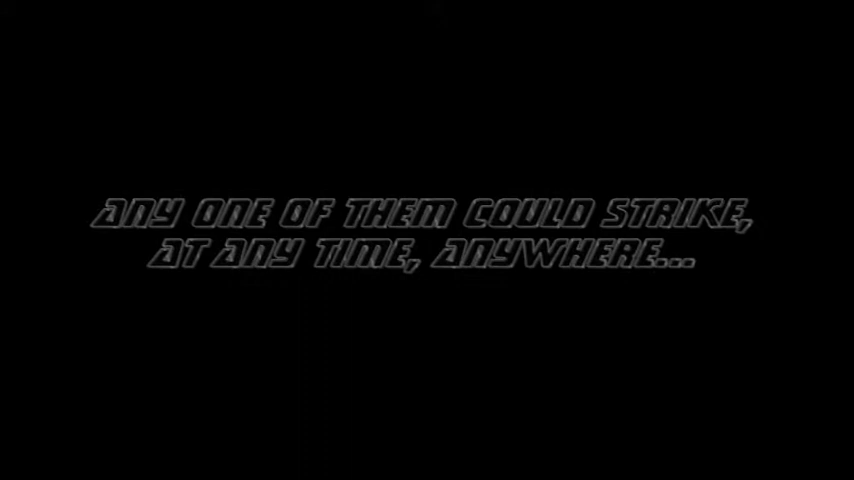 ANY ONE OF THEM COULD STRIKE,
AT ANY TIME, ANYWHERE...